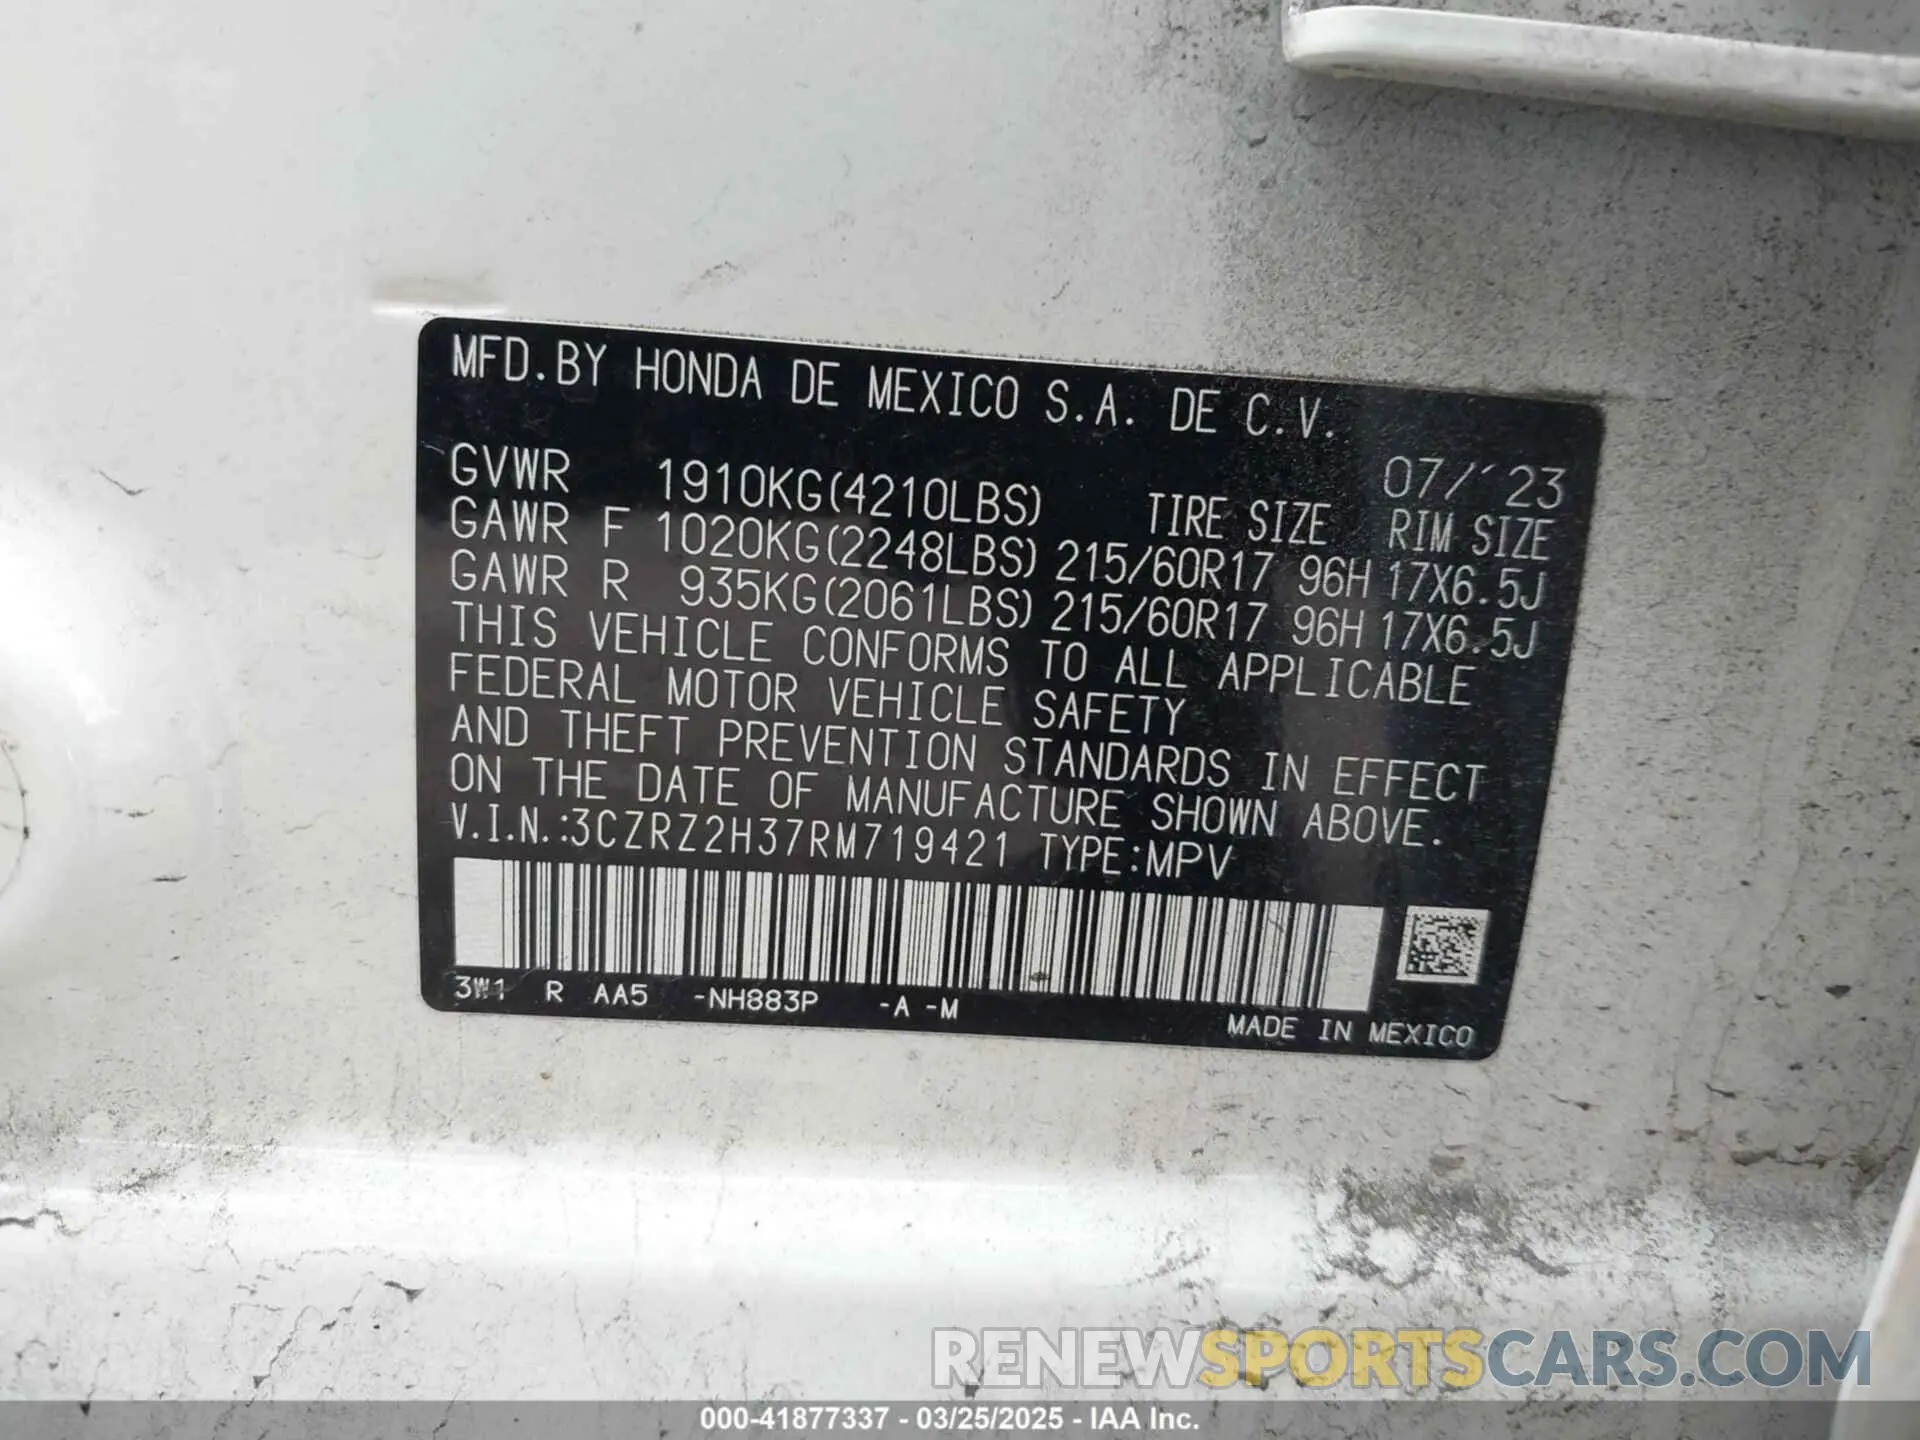 MFD.BY HONDA DE MEXICO S.A. DE C.V.
07/'23
GVWR 1910KG(4210LBS) TIRE SIZE RIM SIZE
GAWR F 1020KG(2248LBS) 215/60R17 96H 17X6.5J
GAWR R 935KG(2061LBS) 215/60R17 96H 17X6.5J
THIS VEHICLE CONFORMS TO ALL APPLICABLE
FEDERAL MOTOR VEHICLE SAFETY
AND THEFT PREVENTION STANDARDS IN EFFECT
ON THE DATE OF MANUFACTURE SHOWN ABOVE.
V.I.N.:3CZRZ2H37RM719421 TYPE:MPV
3W1 R AA5 -NH883P -A -M
MADE IN MEXICO
RENEWSPORTSCARS.COM
000-41877337 - 03/25/2025 - IAA Inc.